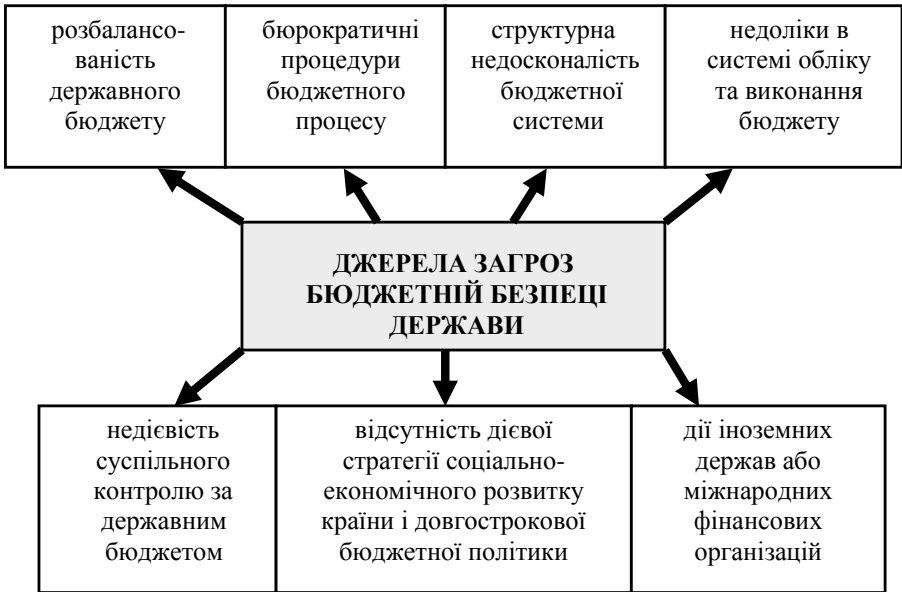 розбалансо-
ваність
державного
бюджету
бюрократичні
процедури
бюджетного
процесу
структурна
недосконалість
бюджетної
системи
недоліки в
системі обліку
та виконання
бюджету
ДЖЕРЕЛА ЗАГРОЗ
БЮДЖЕТНІЙ БЕЗПЕЦІ
ДЕРЖАВИ
недієвість
суспільного
контролю за
державним
бюджетом
відсутність дієвої
стратегії соціально-
економічного розвитку
країни і довгострокової
бюджетної політики
дії іноземних
держав або
міжнародних
фінансових
організацій